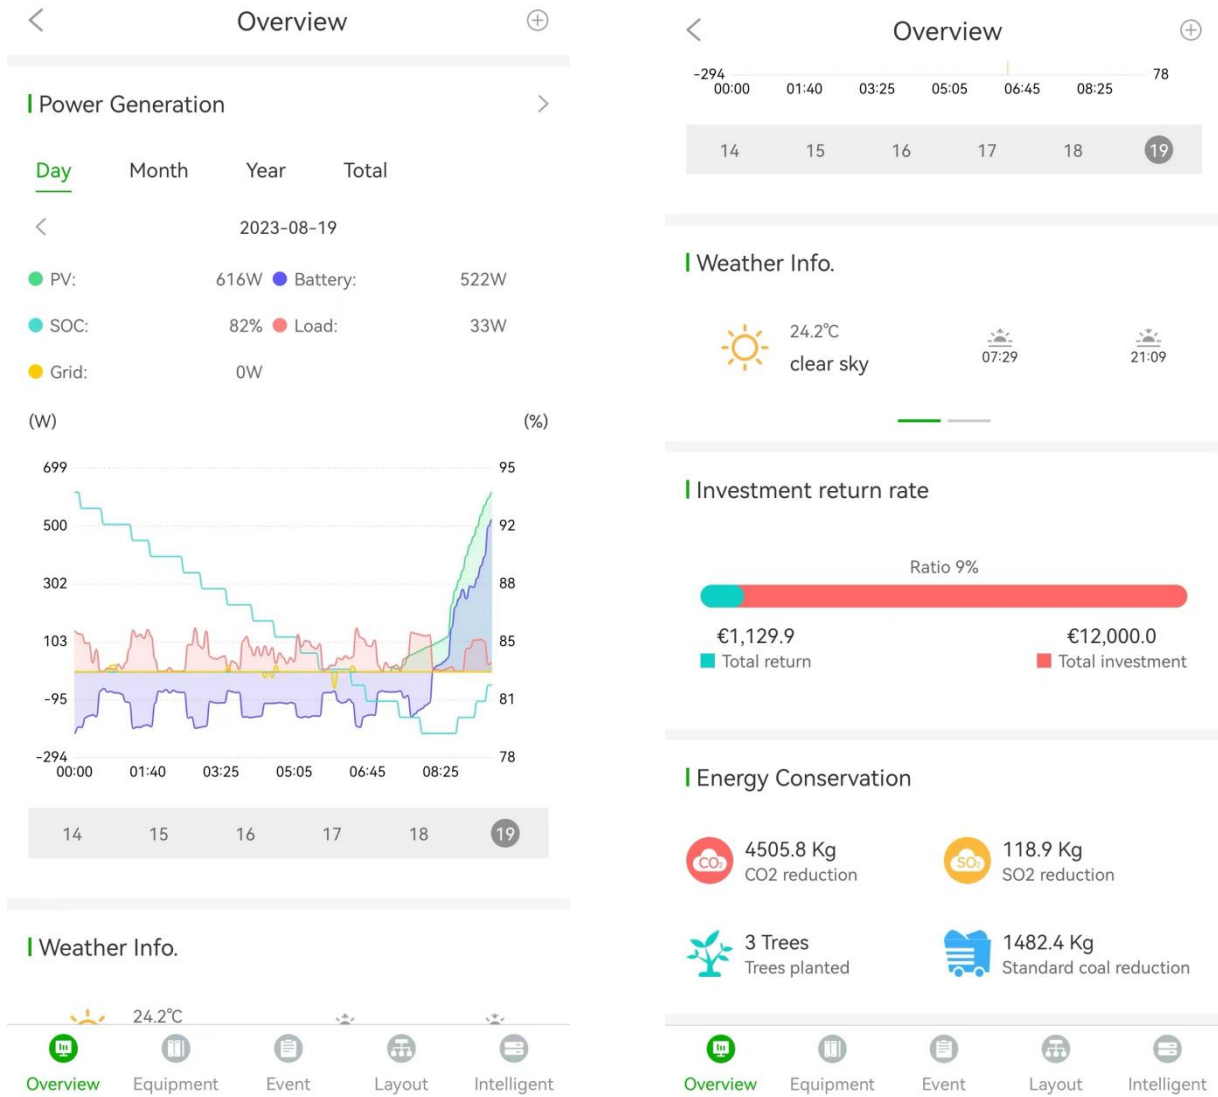 Overview
Power Generation
Day Month Year Total
2023-08-19
PV: 616W Battery: 522W
SOC: 82% Load: 33W
Grid: 0W
(W) (%)
699 95
500 92
302 88
103 85
-95 81
-294 78
00:00 01:40 03:25 05:05 06:45 08:25
14 15 16 17 18 19
Weather Info.
24.2°C
Overview Equipment Event Layout Intelligent
Overview
-294 78
00:00 01:40 03:25 05:05 06:45 08:25
14 15 16 17 18 19
Weather Info.
24.2°C
clear sky
07:29 21:09
Investment return rate
Ratio 9%
€1,129.9 €12,000.0
Total return Total investment
Energy Conservation
CO2 4505.8 Kg
CO2 reduction
SO2 118.9 Kg
SO2 reduction
3 Trees
Trees planted
1482.4 Kg
Standard coal reduction
Overview Equipment Event Layout Intelligent